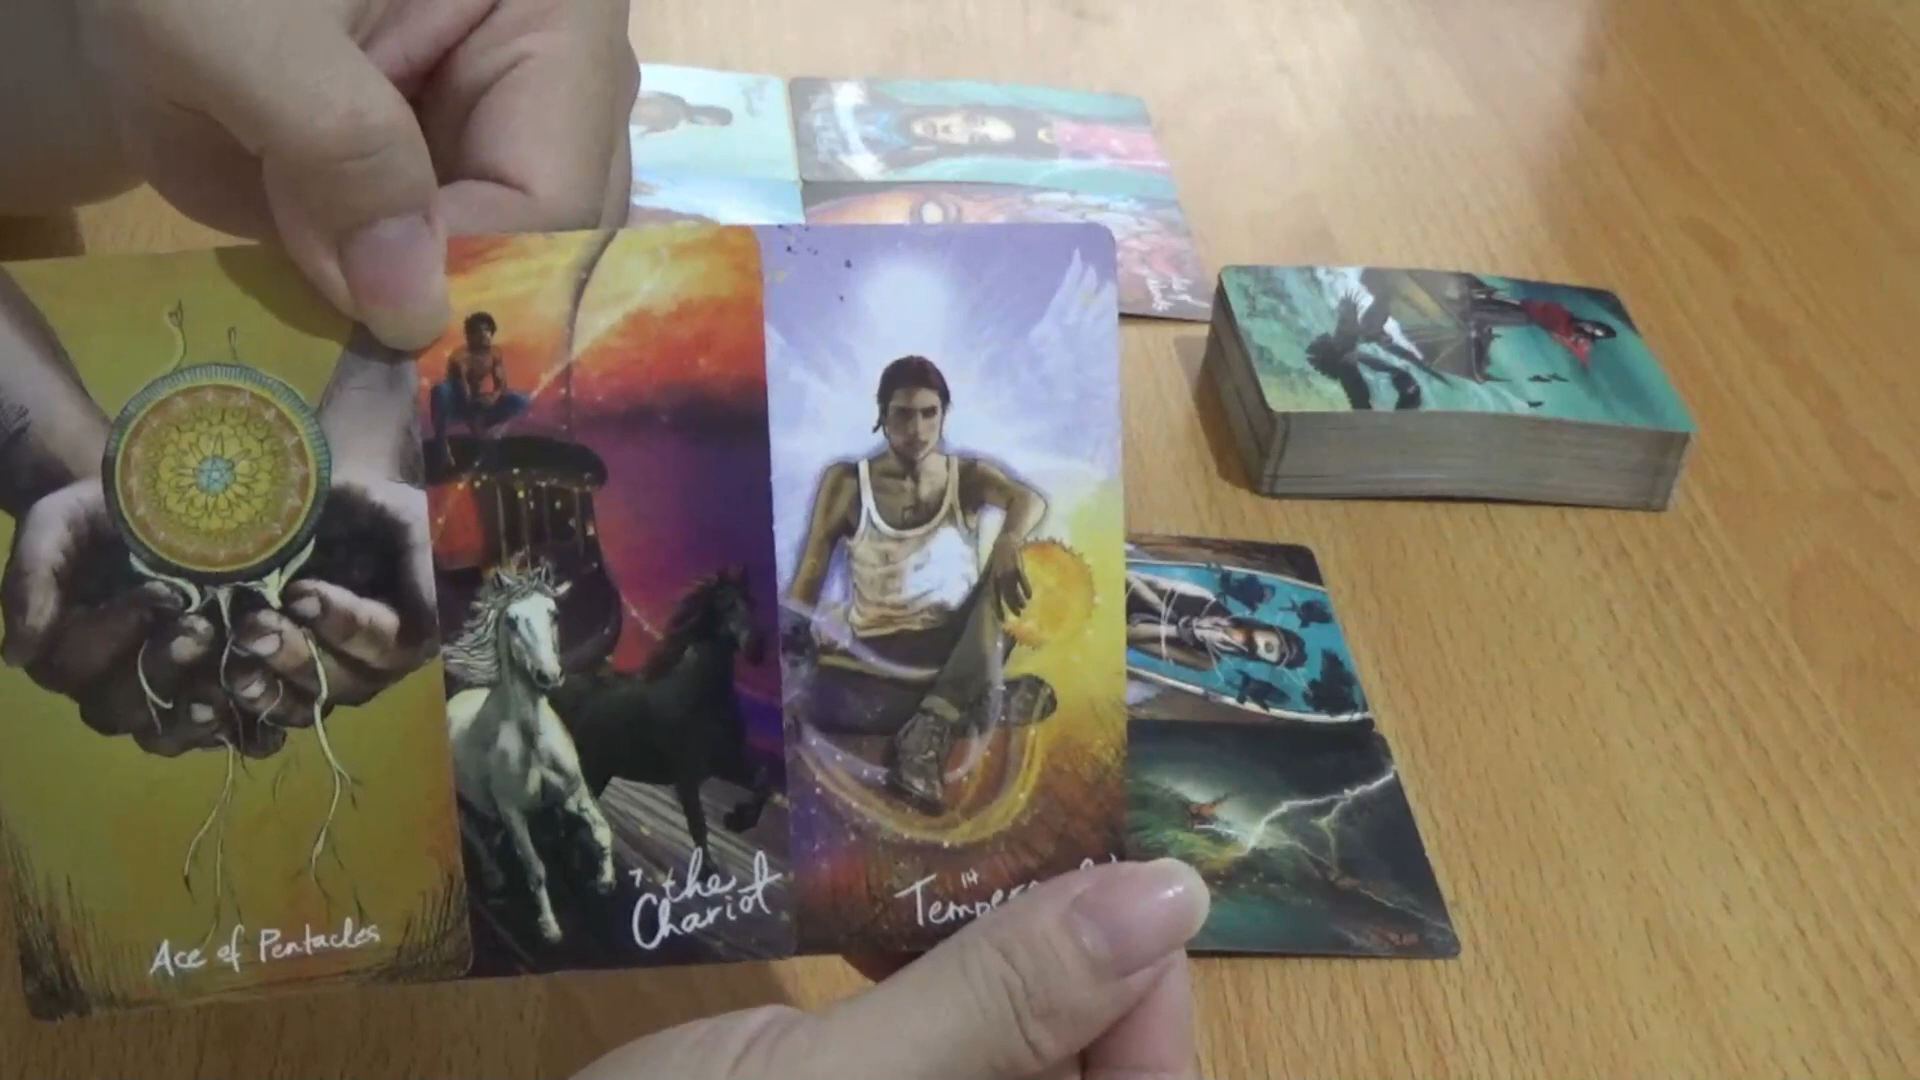 Ace of Pentacles
7. the
Chariot
14